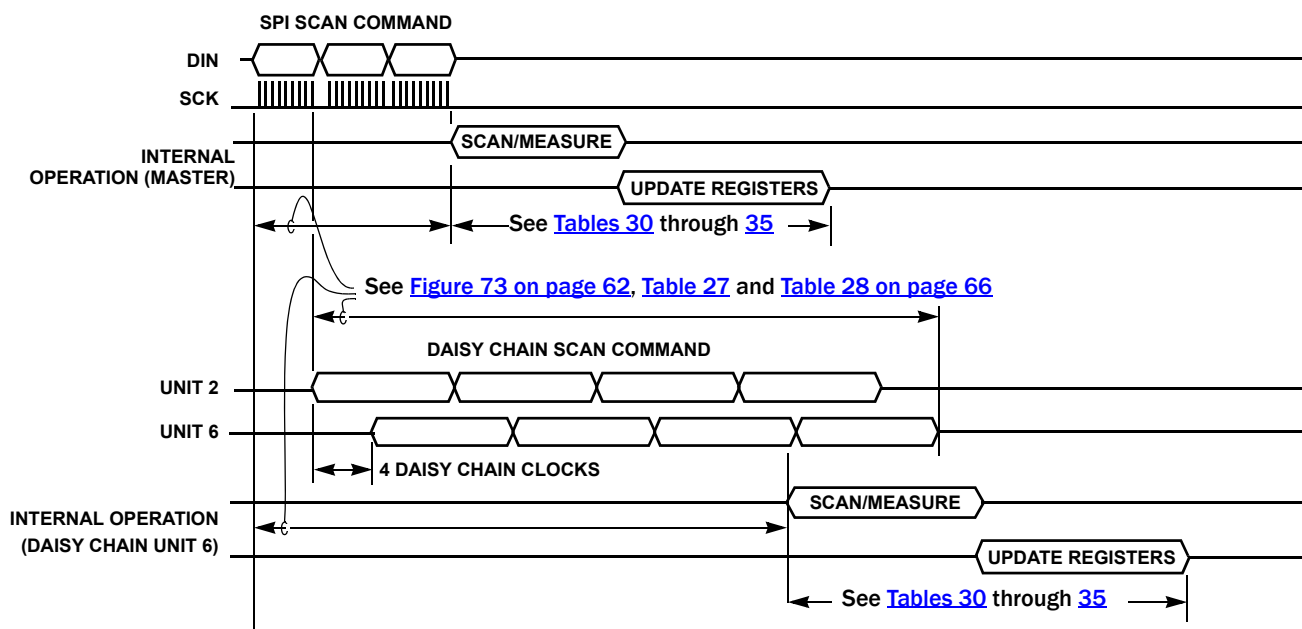 SPI SCAN COMMAND
DIN
SCK
SCAN/MEASURE
INTERNAL
OPERATION (MASTER)
UPDATE REGISTERS
See Tables 30 through 35
See Figure 73 on page 62, Table 27 and Table 28 on page 66
DAISY CHAIN SCAN COMMAND
UNIT 2
UNIT 6
4 DAISY CHAIN CLOCKS
SCAN/MEASURE
INTERNAL OPERATION
(DAISY CHAIN UNIT 6)
UPDATE REGISTERS
See Tables 30 through 35